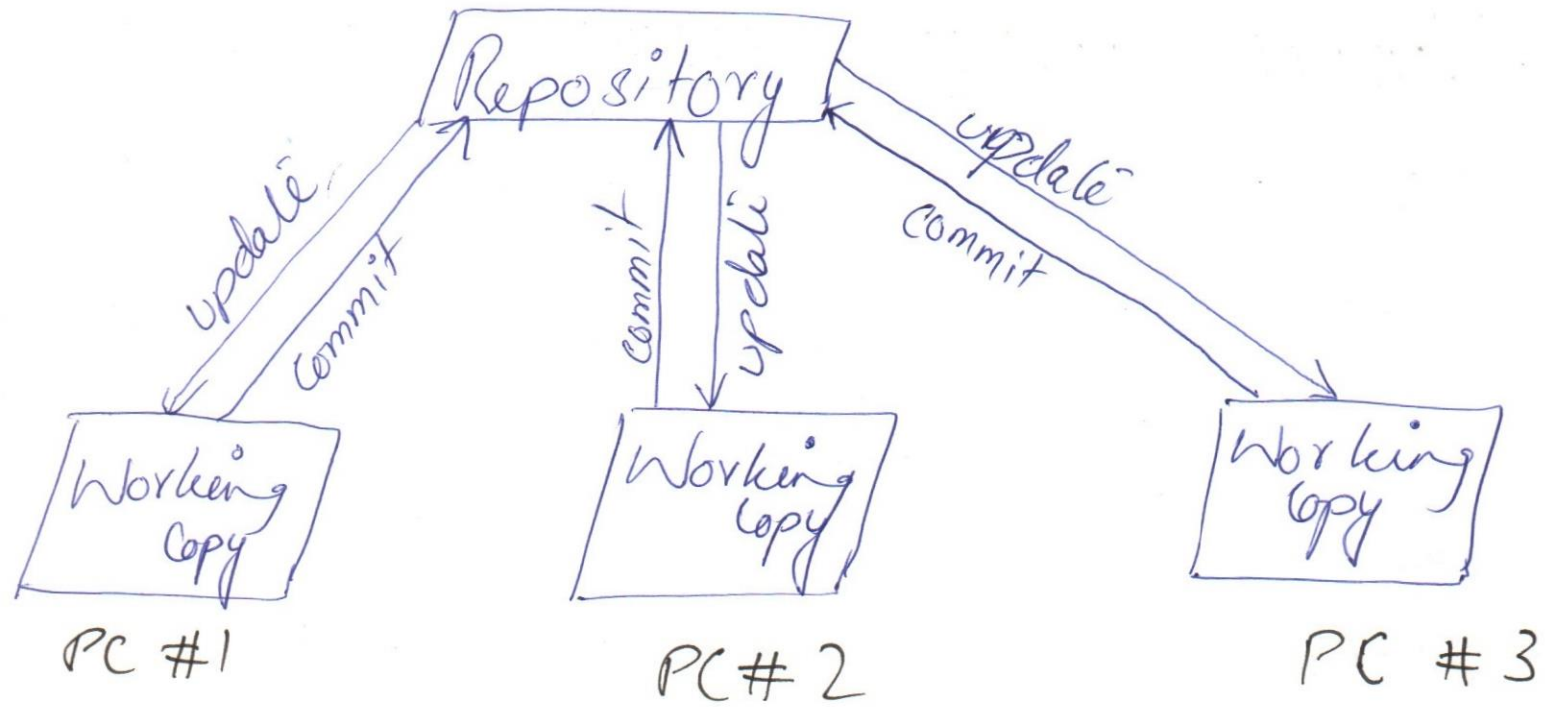 Repository
update
commit
commit
update
update
commit
Working
Copy
Working
Copy
Working
Copy
PC #1
PC # 2
PC # 3